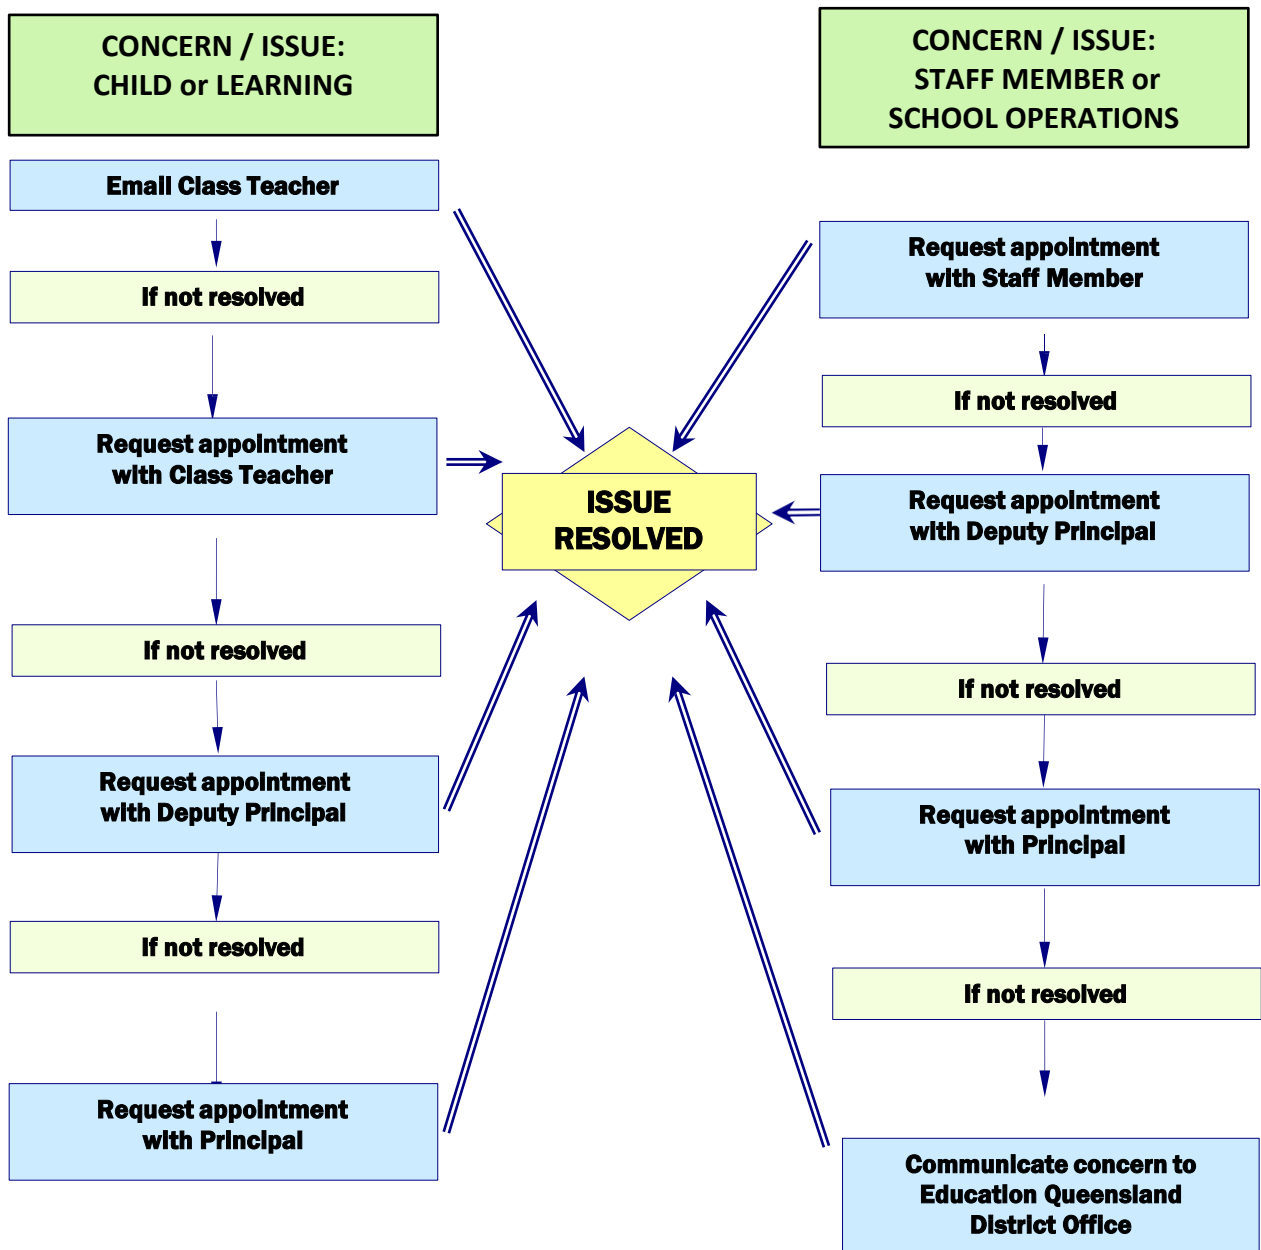 CONCERN / ISSUE:
CHILD or LEARNING
Email Class Teacher
If not resolved
Request appointment
with Class Teacher
If not resolved
Request appointment
with Deputy Principal
If not resolved
Request appointment
with Principal
ISSUE
RESOLVED
CONCERN / ISSUE:
STAFF MEMBER or
SCHOOL OPERATIONS
Request appointment
with Staff Member
If not resolved
Request appointment
with Deputy Principal
If not resolved
Request appointment
with Principal
If not resolved
Communicate concern to
Education Queensland
District Office